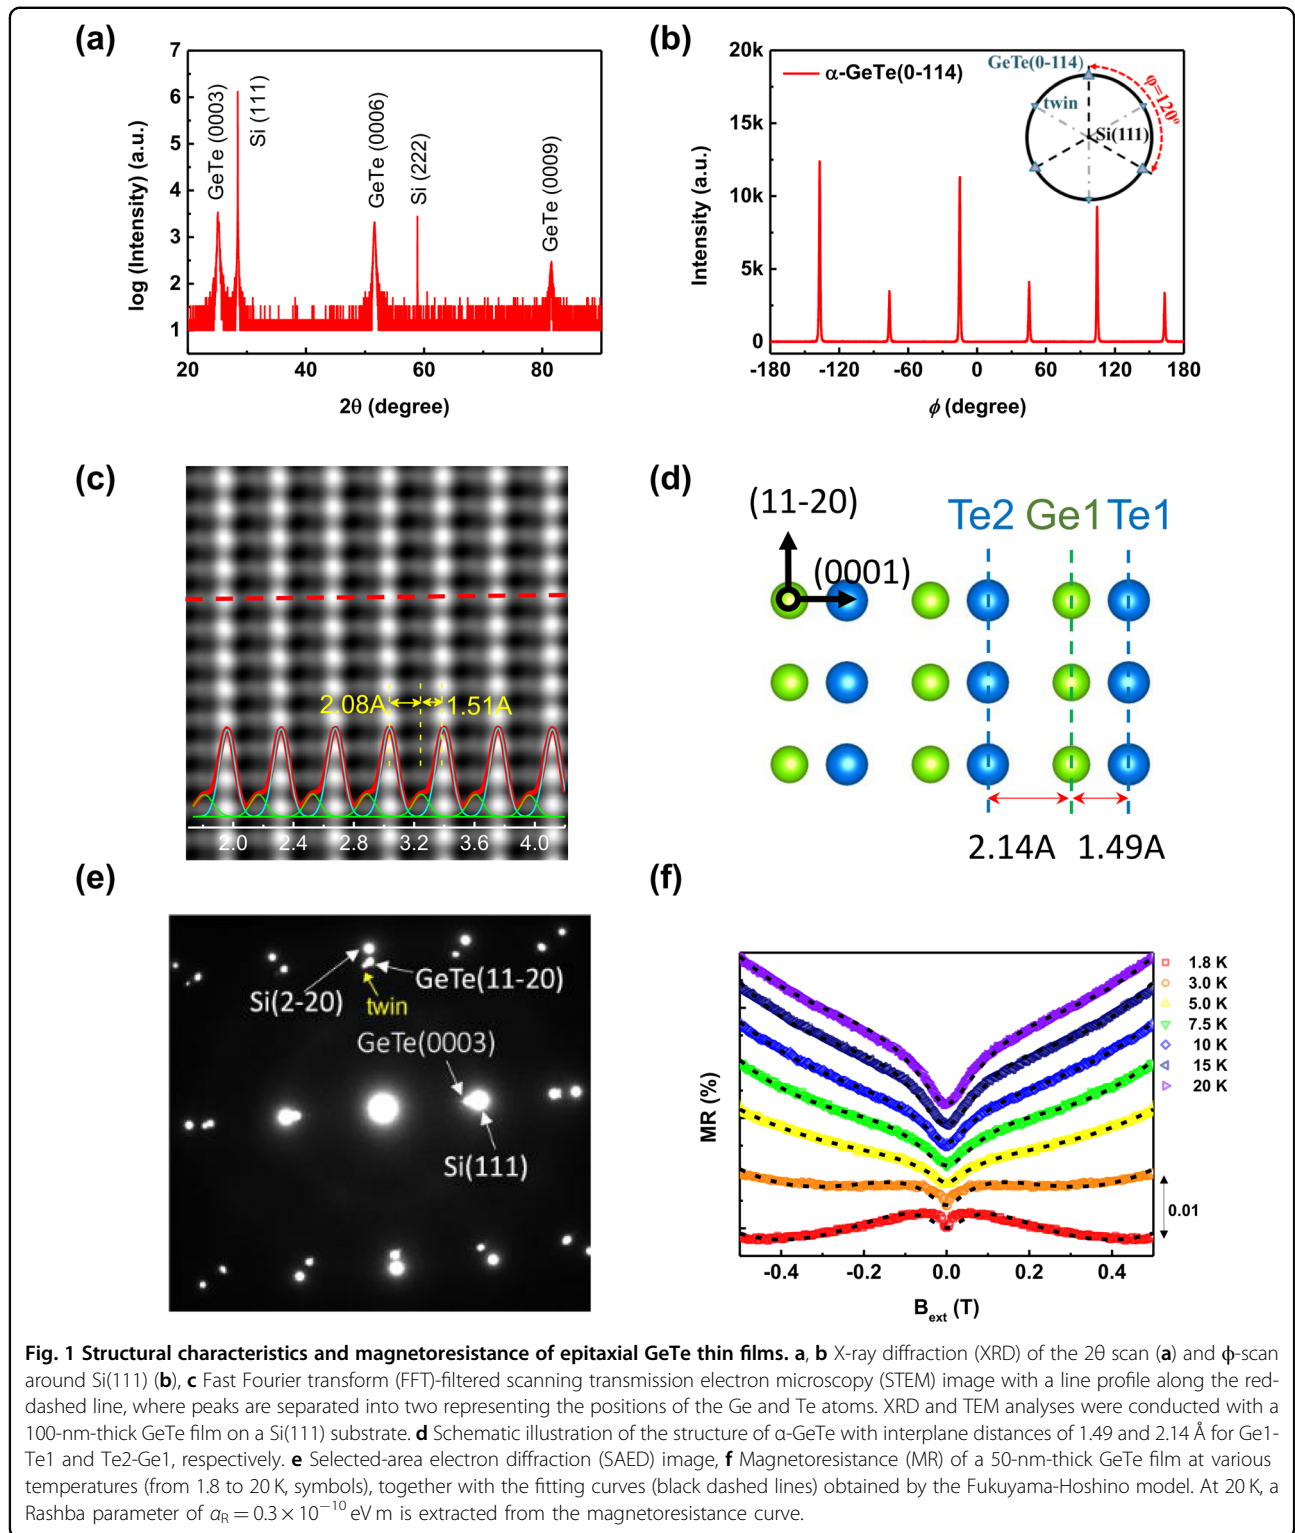 (a)
log (Intensity) (a.u.)
7
6
5
4
3
2
1
GeTe (0003)
Si (111)
GeTe (0006)
Si (222)
GeTe (0009)
20 40 60 80
2θ (degree)
(b)
Intensity (a.u.)
20k
15k
10k
5k
0
α-GeTe(0-114)
GeTe(0-114)
twin
Si(111)
φ=120°
-180 -120 -60 0 60 120 180
ϕ (degree)
(c)
2.08A 1.51A
2.0 2.4 2.8 3.2 3.6 4.0
(d)
(11-20)
(0001)
Te2 Ge1 Te1
2.14A 1.49A
(e)
Si(2-20)
GeTe(11-20)
twin
GeTe(0003)
Si(111)
(f)
MR (%)
1.8 K
3.0 K
5.0 K
7.5 K
10 K
15 K
20 K
0.01
-0.4 -0.2 0.0 0.2 0.4
Bext (T)
Fig. 1 Structural characteristics and magnetoresistance of epitaxial GeTe thin films. a, b X-ray diffraction (XRD) of the 2θ scan (a) and ϕ-scan
around Si(111) (b), c Fast Fourier transform (FFT)-filtered scanning transmission electron microscopy (STEM) image with a line profile along the red-
dashed line, where peaks are separated into two representing the positions of the Ge and Te atoms. XRD and TEM analyses were conducted with a
100-nm-thick GeTe film on a Si(111) substrate. d Schematic illustration of the structure of α-GeTe with interplane distances of 1.49 and 2.14 Å for Ge1-
Te1 and Te2-Ge1, respectively. e Selected-area electron diffraction (SAED) image, f Magnetoresistance (MR) of a 50-nm-thick GeTe film at various
temperatures (from 1.8 to 20 K, symbols), together with the fitting curves (black dashed lines) obtained by the Fukuyama-Hoshino model. At 20 K, a
Rashba parameter of αR = 0.3 × 10⁻¹⁰ eV m is extracted from the magnetoresistance curve.